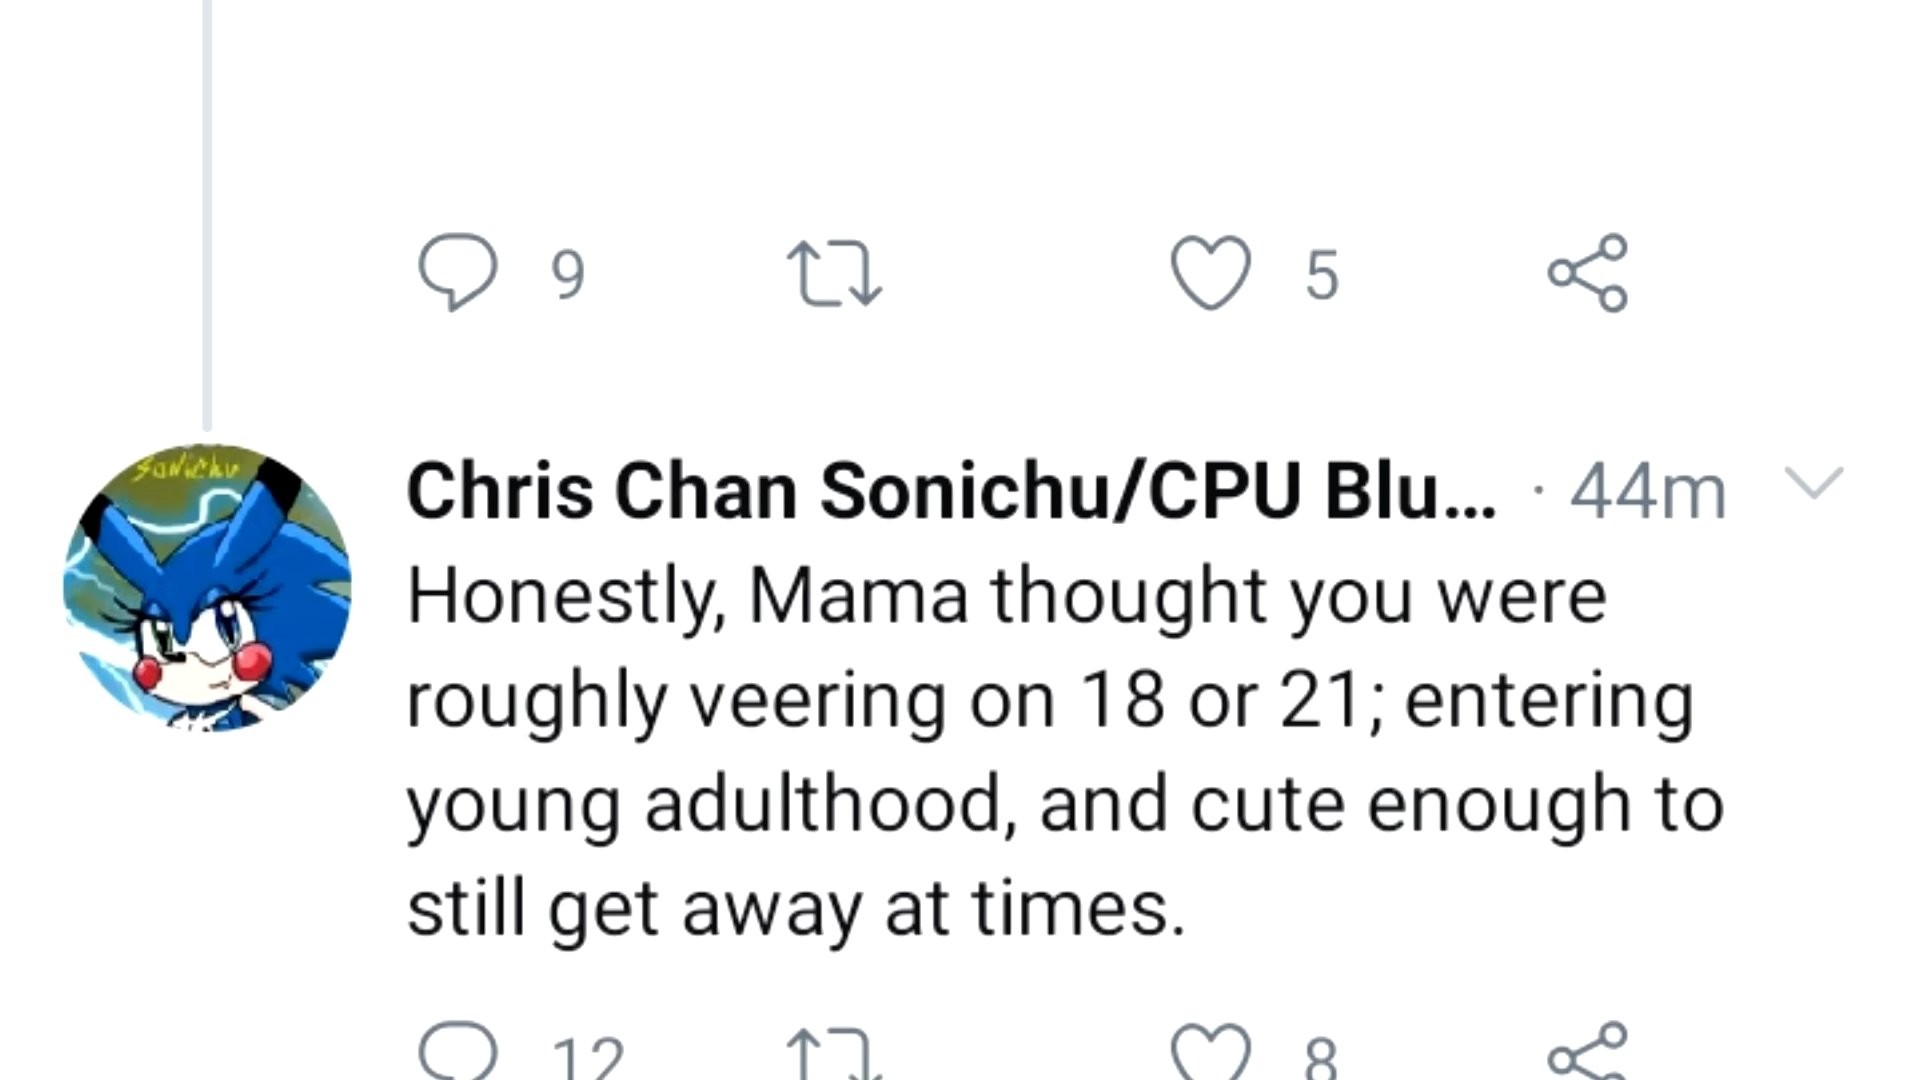 9 5
Sonichu
Chris Chan Sonichu/CPU Blu... · 44m
Honestly, Mama thought you were
roughly veering on 18 or 21; entering
young adulthood, and cute enough to
still get away at times.
12 8